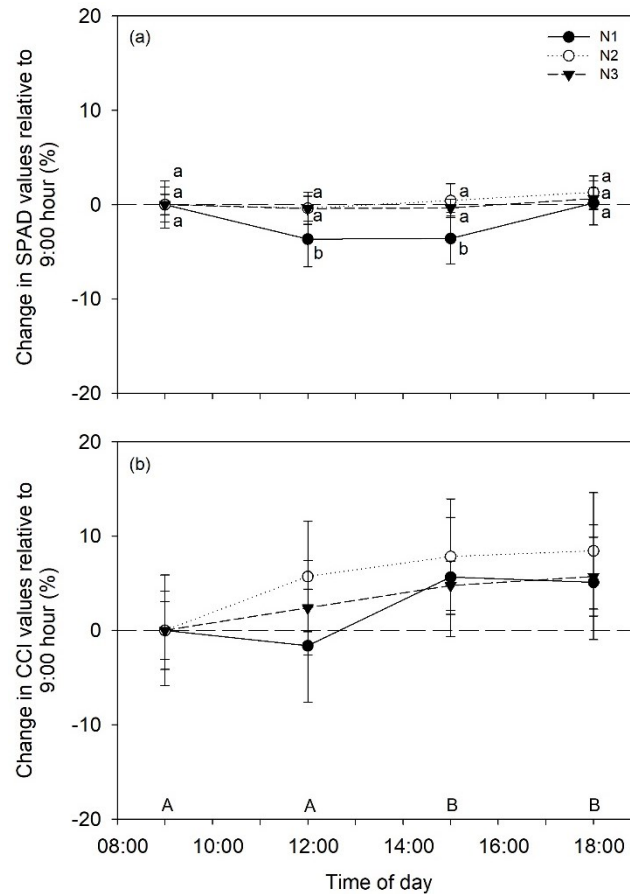 Change in SPAD values relative to
9:00 hour (%)
20
10
0
-10
-20
(a)
N1
N2
N3
a
a
a
a
a
b
a
a
b
a
a
a
Change in CCI values relative to
9:00 hour (%)
20
10
0
-10
-20
(b)
A A B B
08:00 10:00 12:00 14:00 16:00 18:00
Time of day